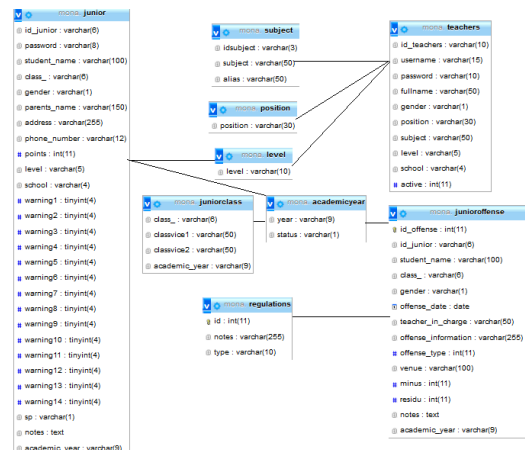 mona junior
id_junior : varchar(6)
password : varchar(8)
student_name : varchar(100)
class_ : varchar(6)
gender : varchar(1)
parents_name : varchar(150)
address : varchar(255)
phone_number : varchar(12)
# points : int(11)
level : varchar(5)
school : varchar(4)
# warning1 : tinyint(4)
# warning2 : tinyint(4)
# warning3 : tinyint(4)
# warning4 : tinyint(4)
# warning5 : tinyint(4)
# warning6 : tinyint(4)
# warning7 : tinyint(4)
# warning8 : tinyint(4)
# warning9 : tinyint(4)
# warning10 : tinyint(4)
# warning11 : tinyint(4)
# warning12 : tinyint(4)
# warning13 : tinyint(4)
# warning14 : tinyint(4)
sp : varchar(1)
notes : text
academic_year : varchar(9)
mona subject
idsubject : varchar(3)
subject : varchar(50)
alias : varchar(50)
mona position
position : varchar(30)
mona level
level : varchar(10)
mona teachers
id_teachers : varchar(10)
username : varchar(15)
password : varchar(10)
fullname : varchar(50)
gender : varchar(1)
position : varchar(30)
subject : varchar(50)
level : varchar(5)
school : varchar(4)
# active : int(11)
mona juniorclass
class_ : varchar(6)
classvice1 : varchar(50)
classvice2 : varchar(50)
academic_year : varchar(9)
mona academicyear
year : varchar(9)
status : varchar(1)
mona regulations
id : int(11)
notes : varchar(255)
type : varchar(10)
mona junioroffense
id_offense : int(11)
id_junior : varchar(6)
student_name : varchar(100)
class_ : varchar(6)
gender : varchar(1)
offense_date : date
teacher_in_charge : varchar(50)
offense_information : varchar(255)
# offense_type : int(11)
venue : varchar(100)
# minus : int(11)
# residu : int(11)
notes : text
academic_year : varchar(9)